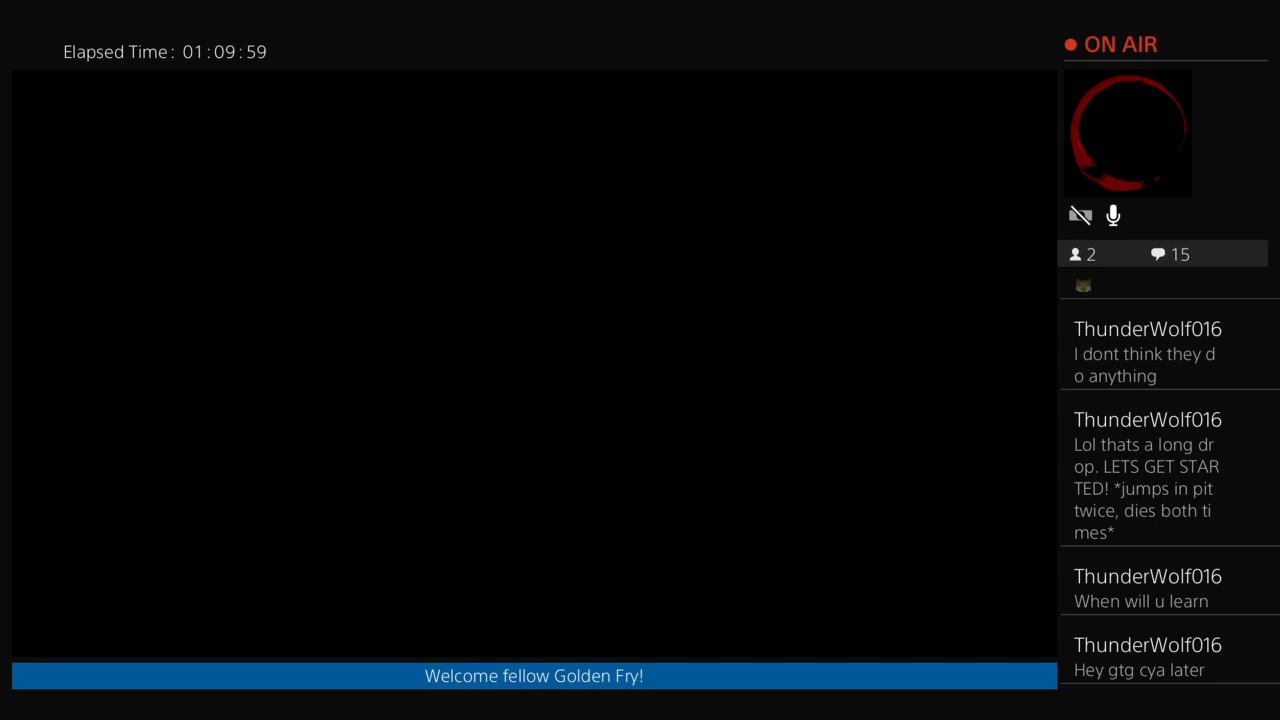 Elapsed Time: 01:09:59
ON AIR
2
15
ThunderWolf016
I dont think they d
o anything
ThunderWolf016
Lol thats a long dr
op. LETS GET STAR
TED! *jumps in pit
twice, dies both ti
mes*
ThunderWolf016
When will u learn
ThunderWolf016
Hey gtg cya later
Welcome fellow Golden Fry!